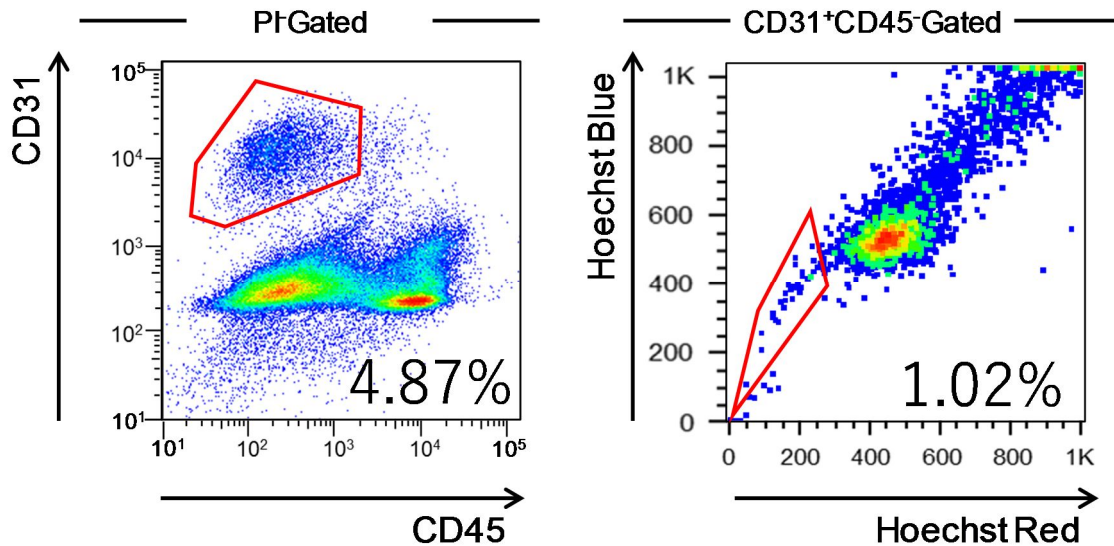 PI⁻Gated
CD31⁺CD45⁻Gated
CD31
10⁵
10⁴
10³
10²
10¹
4.87%
10¹ 10² 10³ 10⁴ 10⁵
CD45
Hoechst Blue
1K
800
600
400
200
0
1.02%
0 200 400 600 800 1K
Hoechst Red